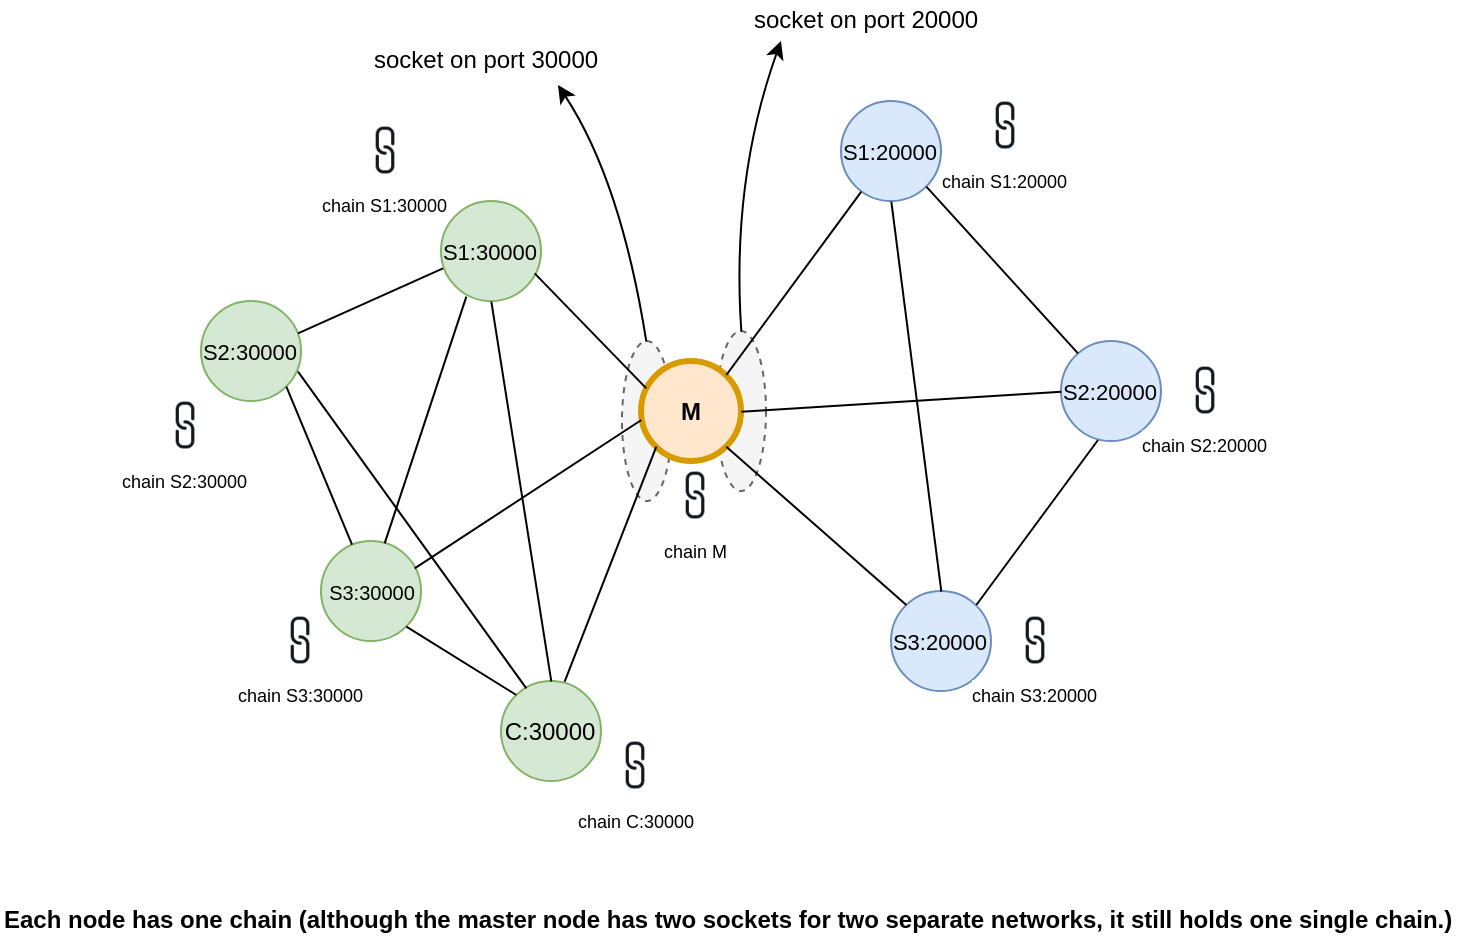 socket on port 20000
socket on port 30000
S1:20000
chain S1:20000
chain S1:30000
S1:30000
S2:30000
S2:20000
M
chain S2:20000
chain S2:30000
chain M
S3:30000
S3:20000
chain S3:30000
chain S3:20000
C:30000
chain C:30000
Each node has one chain (although the master node has two sockets for two separate networks, it still holds one single chain.)